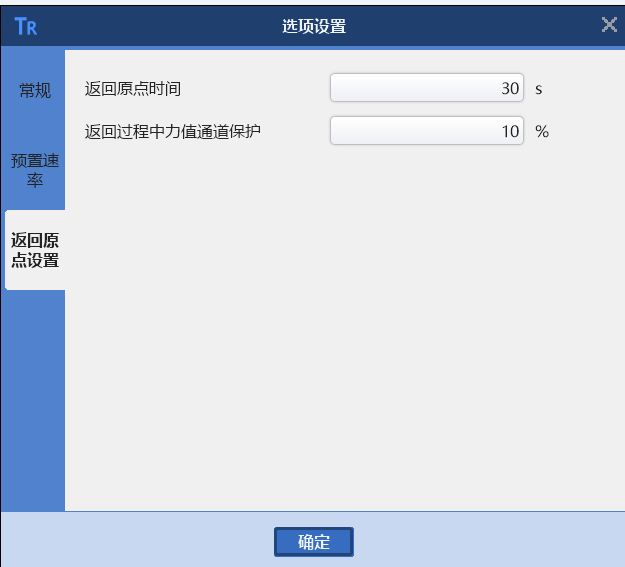 TR
选项设置
常规
预置速
率
返回原
点设置
返回原点时间 30 s
返回过程中力值通道保护 10 %
确定